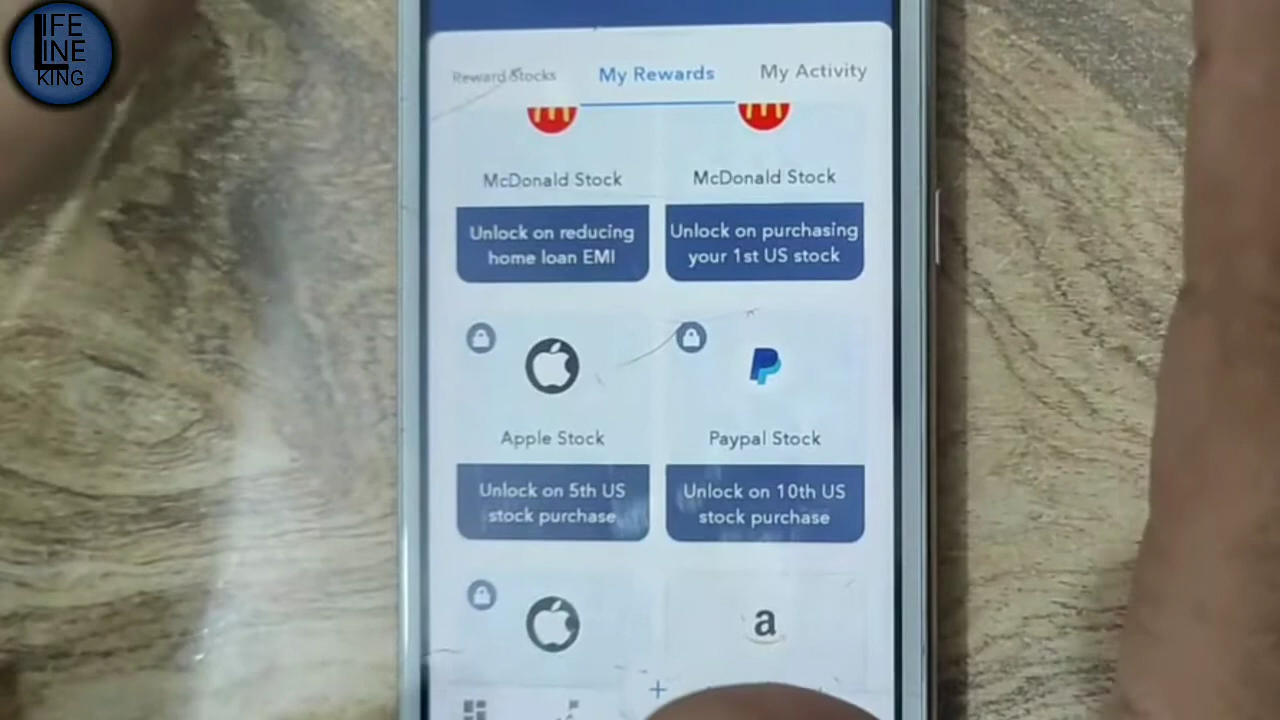 LIFE
LINE
KING
Reward Stocks My Rewards My Activity
McDonald Stock McDonald Stock
Unlock on reducing
home loan EMI
Unlock on purchasing
your 1st US stock
Apple Stock Paypal Stock
Unlock on 5th US
stock purchase
Unlock on 10th US
stock purchase
a